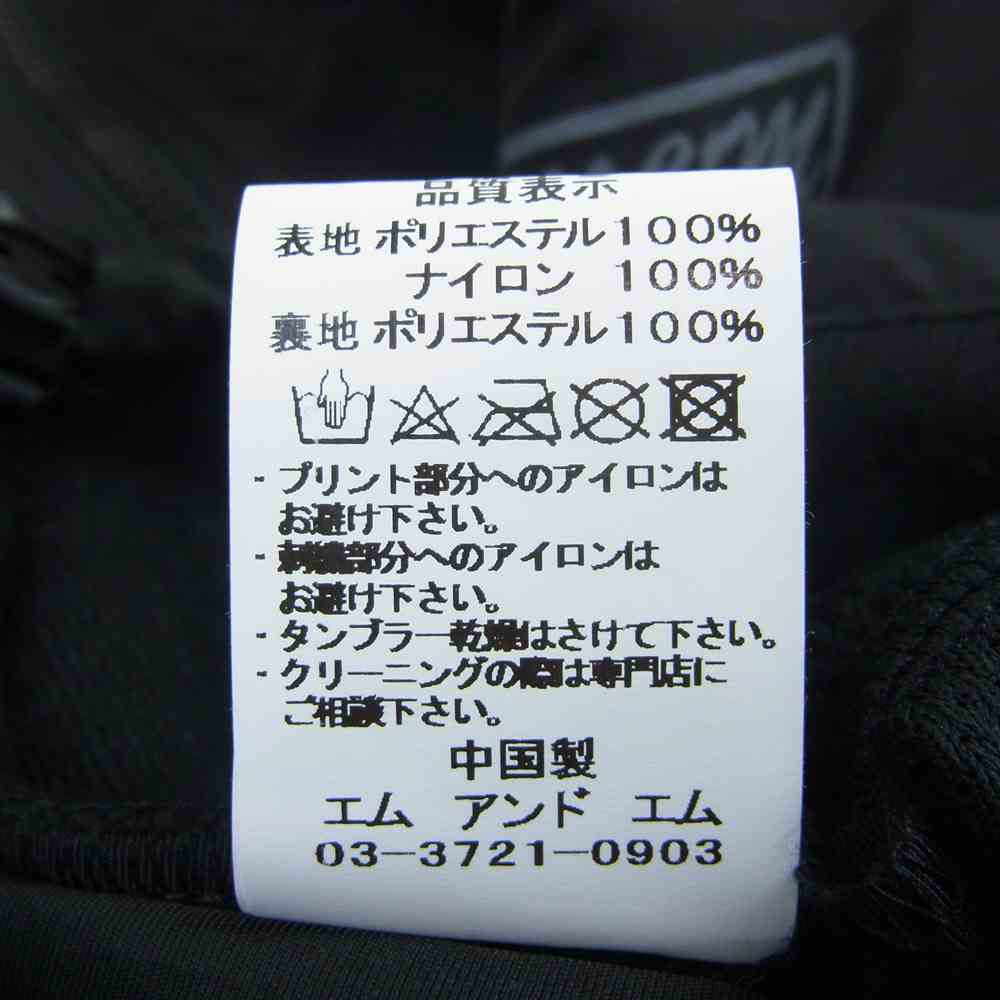 品質表示
表地 ポリエステル100%
ナイロン 100%
裏地 ポリエステル100%
・プリント部分へのアイロンは
お避け下さい。
・刺繍部分へのアイロンは
お避け下さい。
・タンブラー乾燥はさけて下さい。
・クリーニングの際は専門店に
ご相談下さい。
中国製
エム アンド エム
03-3721-0903